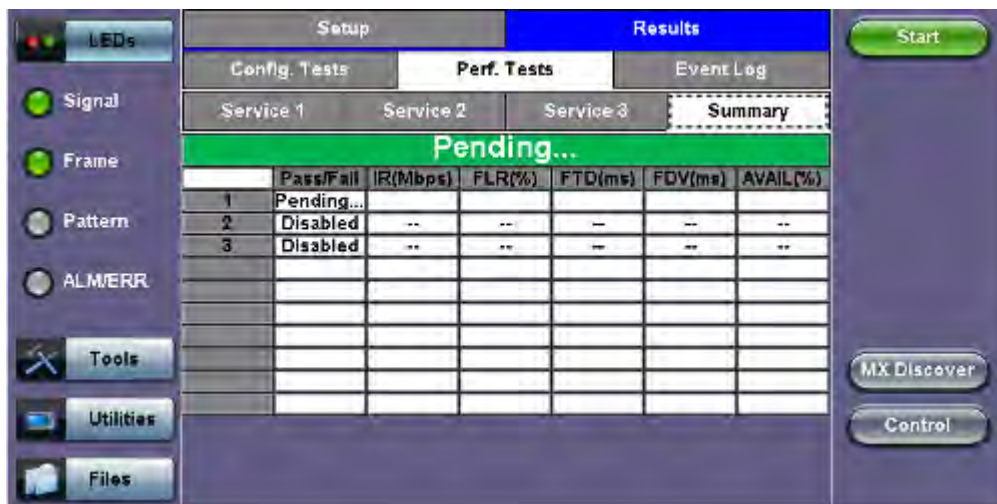 LEDs
Signal
Frame
Pattern
ALM/ERR
Tools
Utilities
Files
Setup Results
Config. Tests Perf. Tests Event Log
Service 1 Service 2 Service 3 Summary
Pending...
Pass/Fail IR(Mbps) FLR(%) FTD(ms) FDV(ms) AVAIL(%)
1 Pending...
2 Disabled -- -- -- -- --
3 Disabled -- -- -- -- --
Start
MX Discover
Control